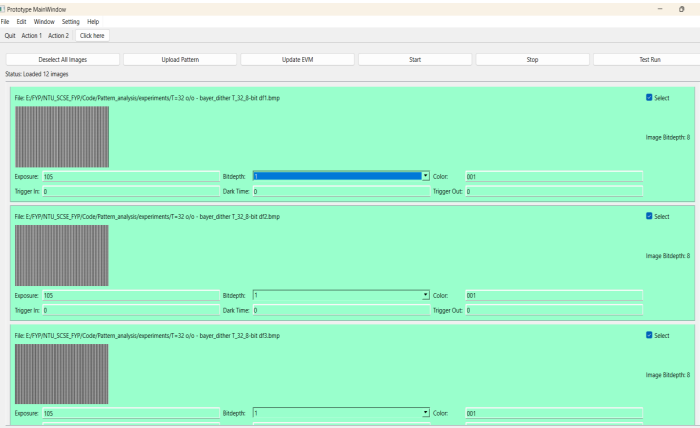 Prototype MainWindow
File Edit Window Setting Help
Quit Action 1 Action 2 Click here
Deselect All Images Upload Pattern Update EVM Start Stop Test Run
Status: Loaded 12 images
File: E:/FYP/NTU_SCSE_FYP/Code/Pattern_analysis/experiments/T=32 o/o - bayer_dither T_32_8-bit df1.bmp Select
Image Bitdepth: 8
Exposure: 105 Bitdepth: 1 Color: 001
Trigger In: 0 Dark Time: 0 Trigger Out: 0
File: E:/FYP/NTU_SCSE_FYP/Code/Pattern_analysis/experiments/T=32 o/o - bayer_dither T_32_8-bit df2.bmp Select
Image Bitdepth: 8
Exposure: 105 Bitdepth: 1 Color: 001
Trigger In: 0 Dark Time: 0 Trigger Out: 0
File: E:/FYP/NTU_SCSE_FYP/Code/Pattern_analysis/experiments/T=32 o/o - bayer_dither T_32_8-bit df3.bmp Select
Image Bitdepth: 8
Exposure: 105 Bitdepth: 1 Color: 001